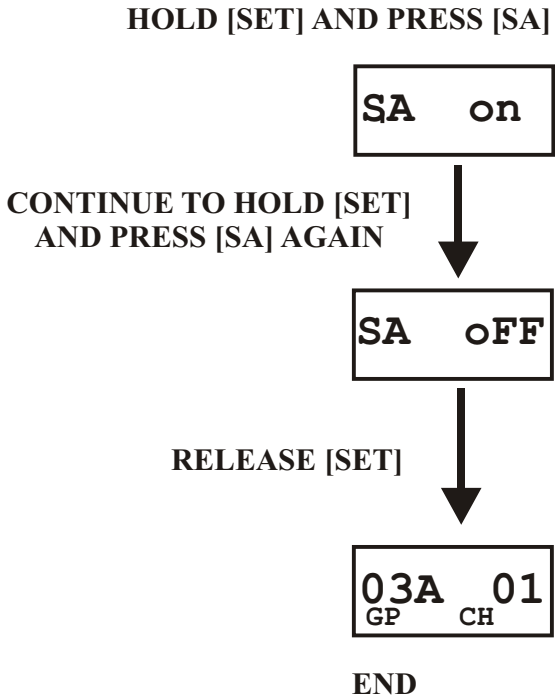 HOLD [SET] AND PRESS [SA]
SA on
CONTINUE TO HOLD [SET]
AND PRESS [SA] AGAIN
SA oFF
RELEASE [SET]
03A 01
GP CH
END